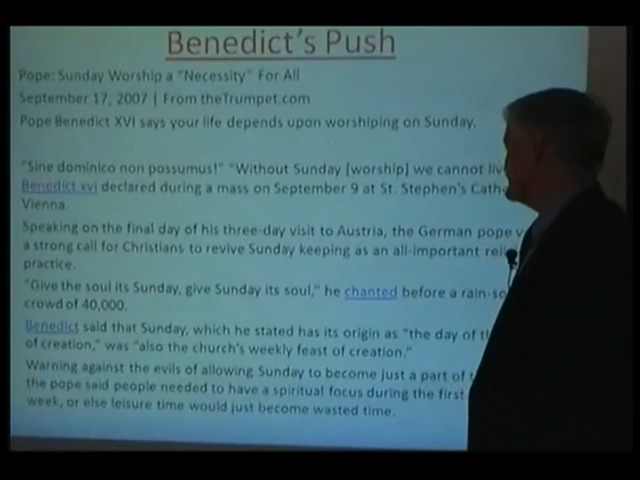 Benedict's Push
Pope: Sunday Worship a "Necessity" For All
September 17, 2007 | From theTrumpet.com
Pope Benedict XVI says your life depends upon worshiping on Sunday.
"Sine dominico non possumus!" "Without Sunday [worship] we cannot
Benedict xvi declared during a mass on September 9 at St. Stephen's
Vienna.
Speaking on the final day of his three-day visit to Austria, the German pope
a strong call for Christians to revive Sunday keeping as an all-important
practice.
"Give the soul its Sunday, give Sunday its soul," he chanted before a
crowd of 40,000.
Benedict said that Sunday, which he stated has its origin as "the day of
of creation," was "also the church's weekly feast of creation."
Warning against the evils of allowing Sunday to become just a part of
the pope said people needed to have a spiritual focus during the first
week, or else leisure time would just become wasted time.